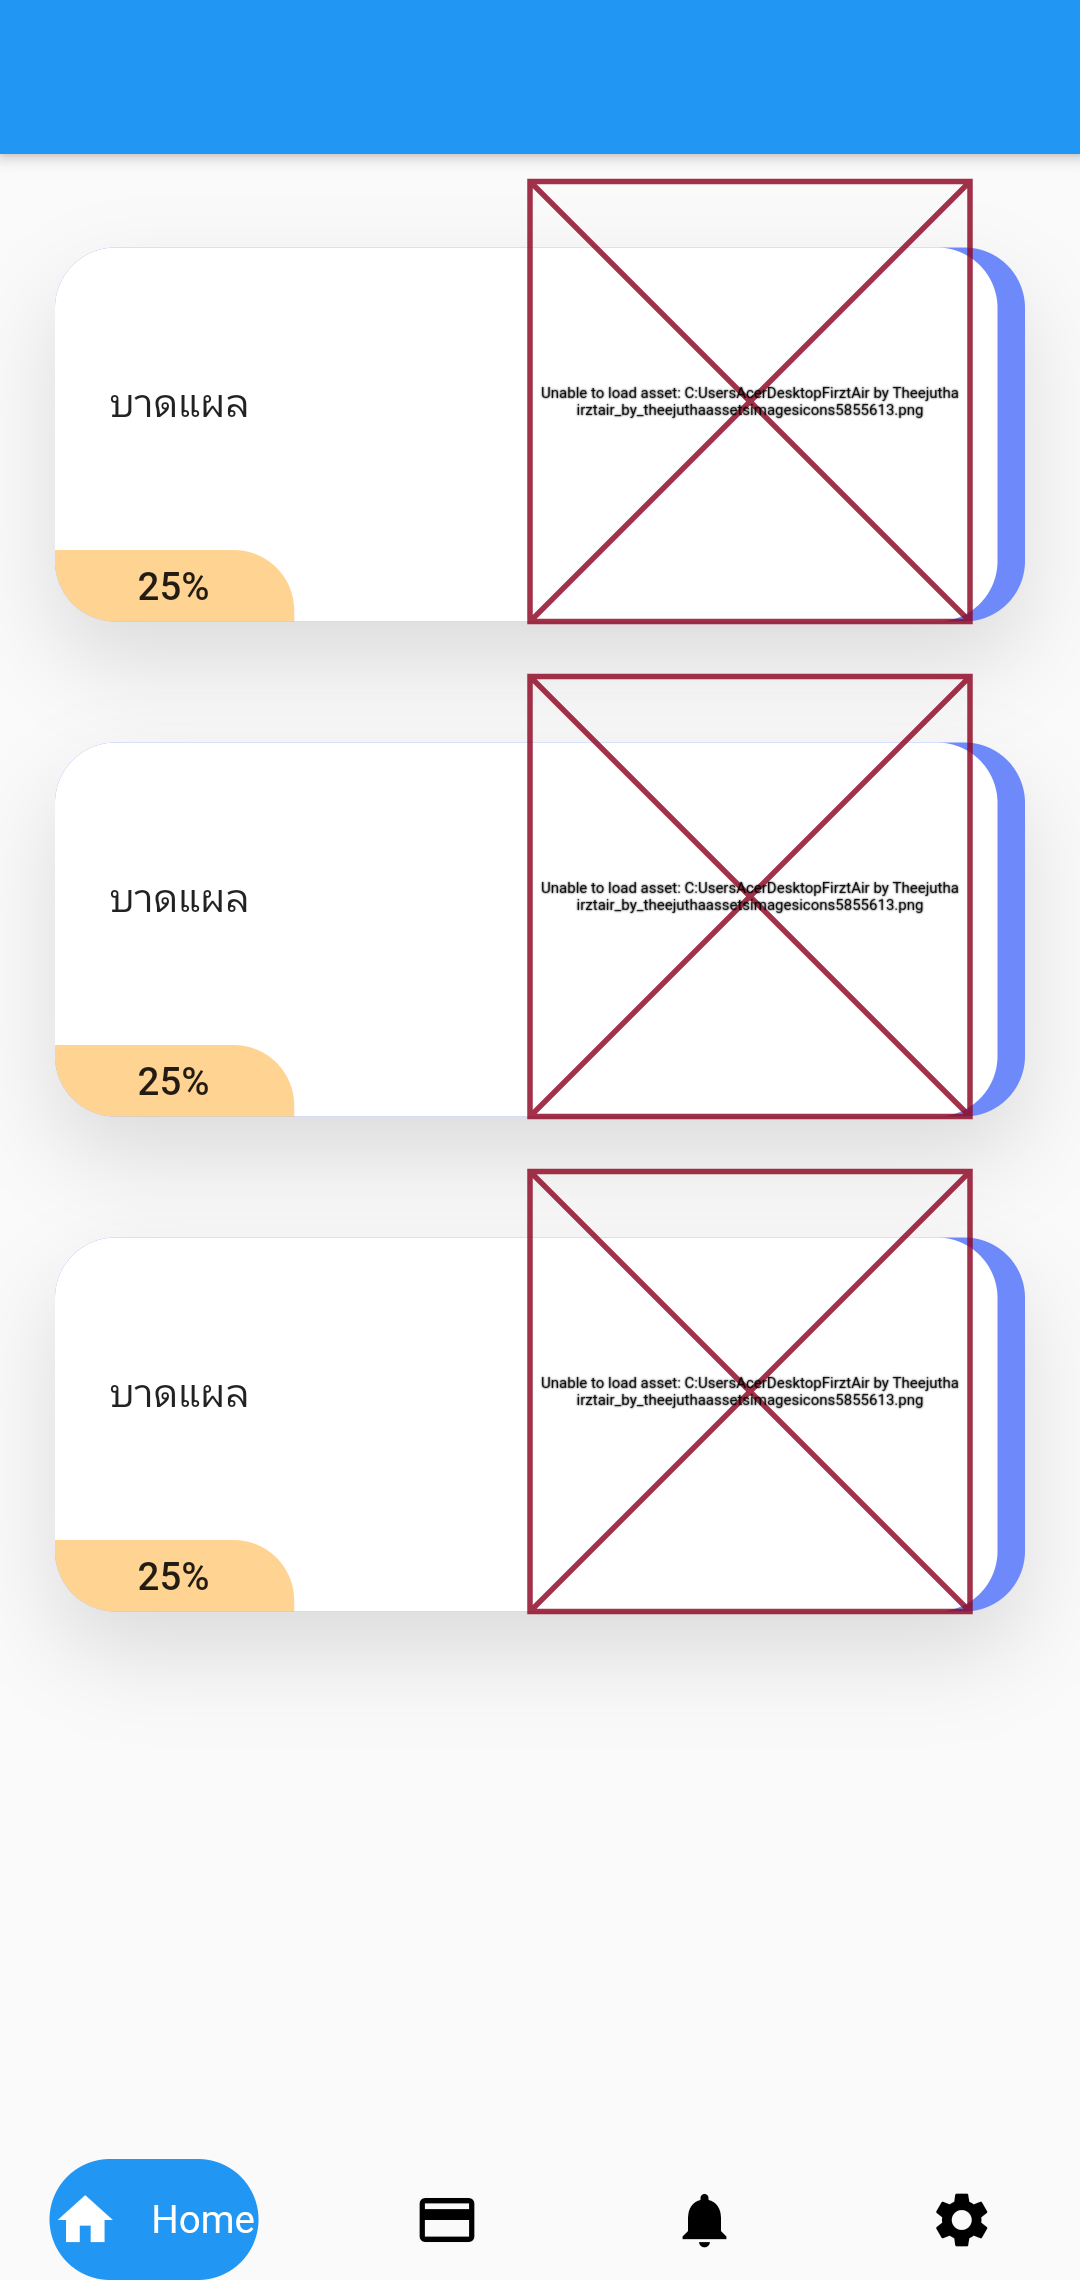 บาดแผล
Unable to load asset: C:UsersAcerDesktopFirztAir by Theejutha
irztair_by_theejuthaassetsimagesicons5855613.png
25%
บาดแผล
Unable to load asset: C:UsersAcerDesktopFirztAir by Theejutha
irztair_by_theejuthaassetsimagesicons5855613.png
25%
บาดแผล
Unable to load asset: C:UsersAcerDesktopFirztAir by Theejutha
irztair_by_theejuthaassetsimagesicons5855613.png
25%
Home